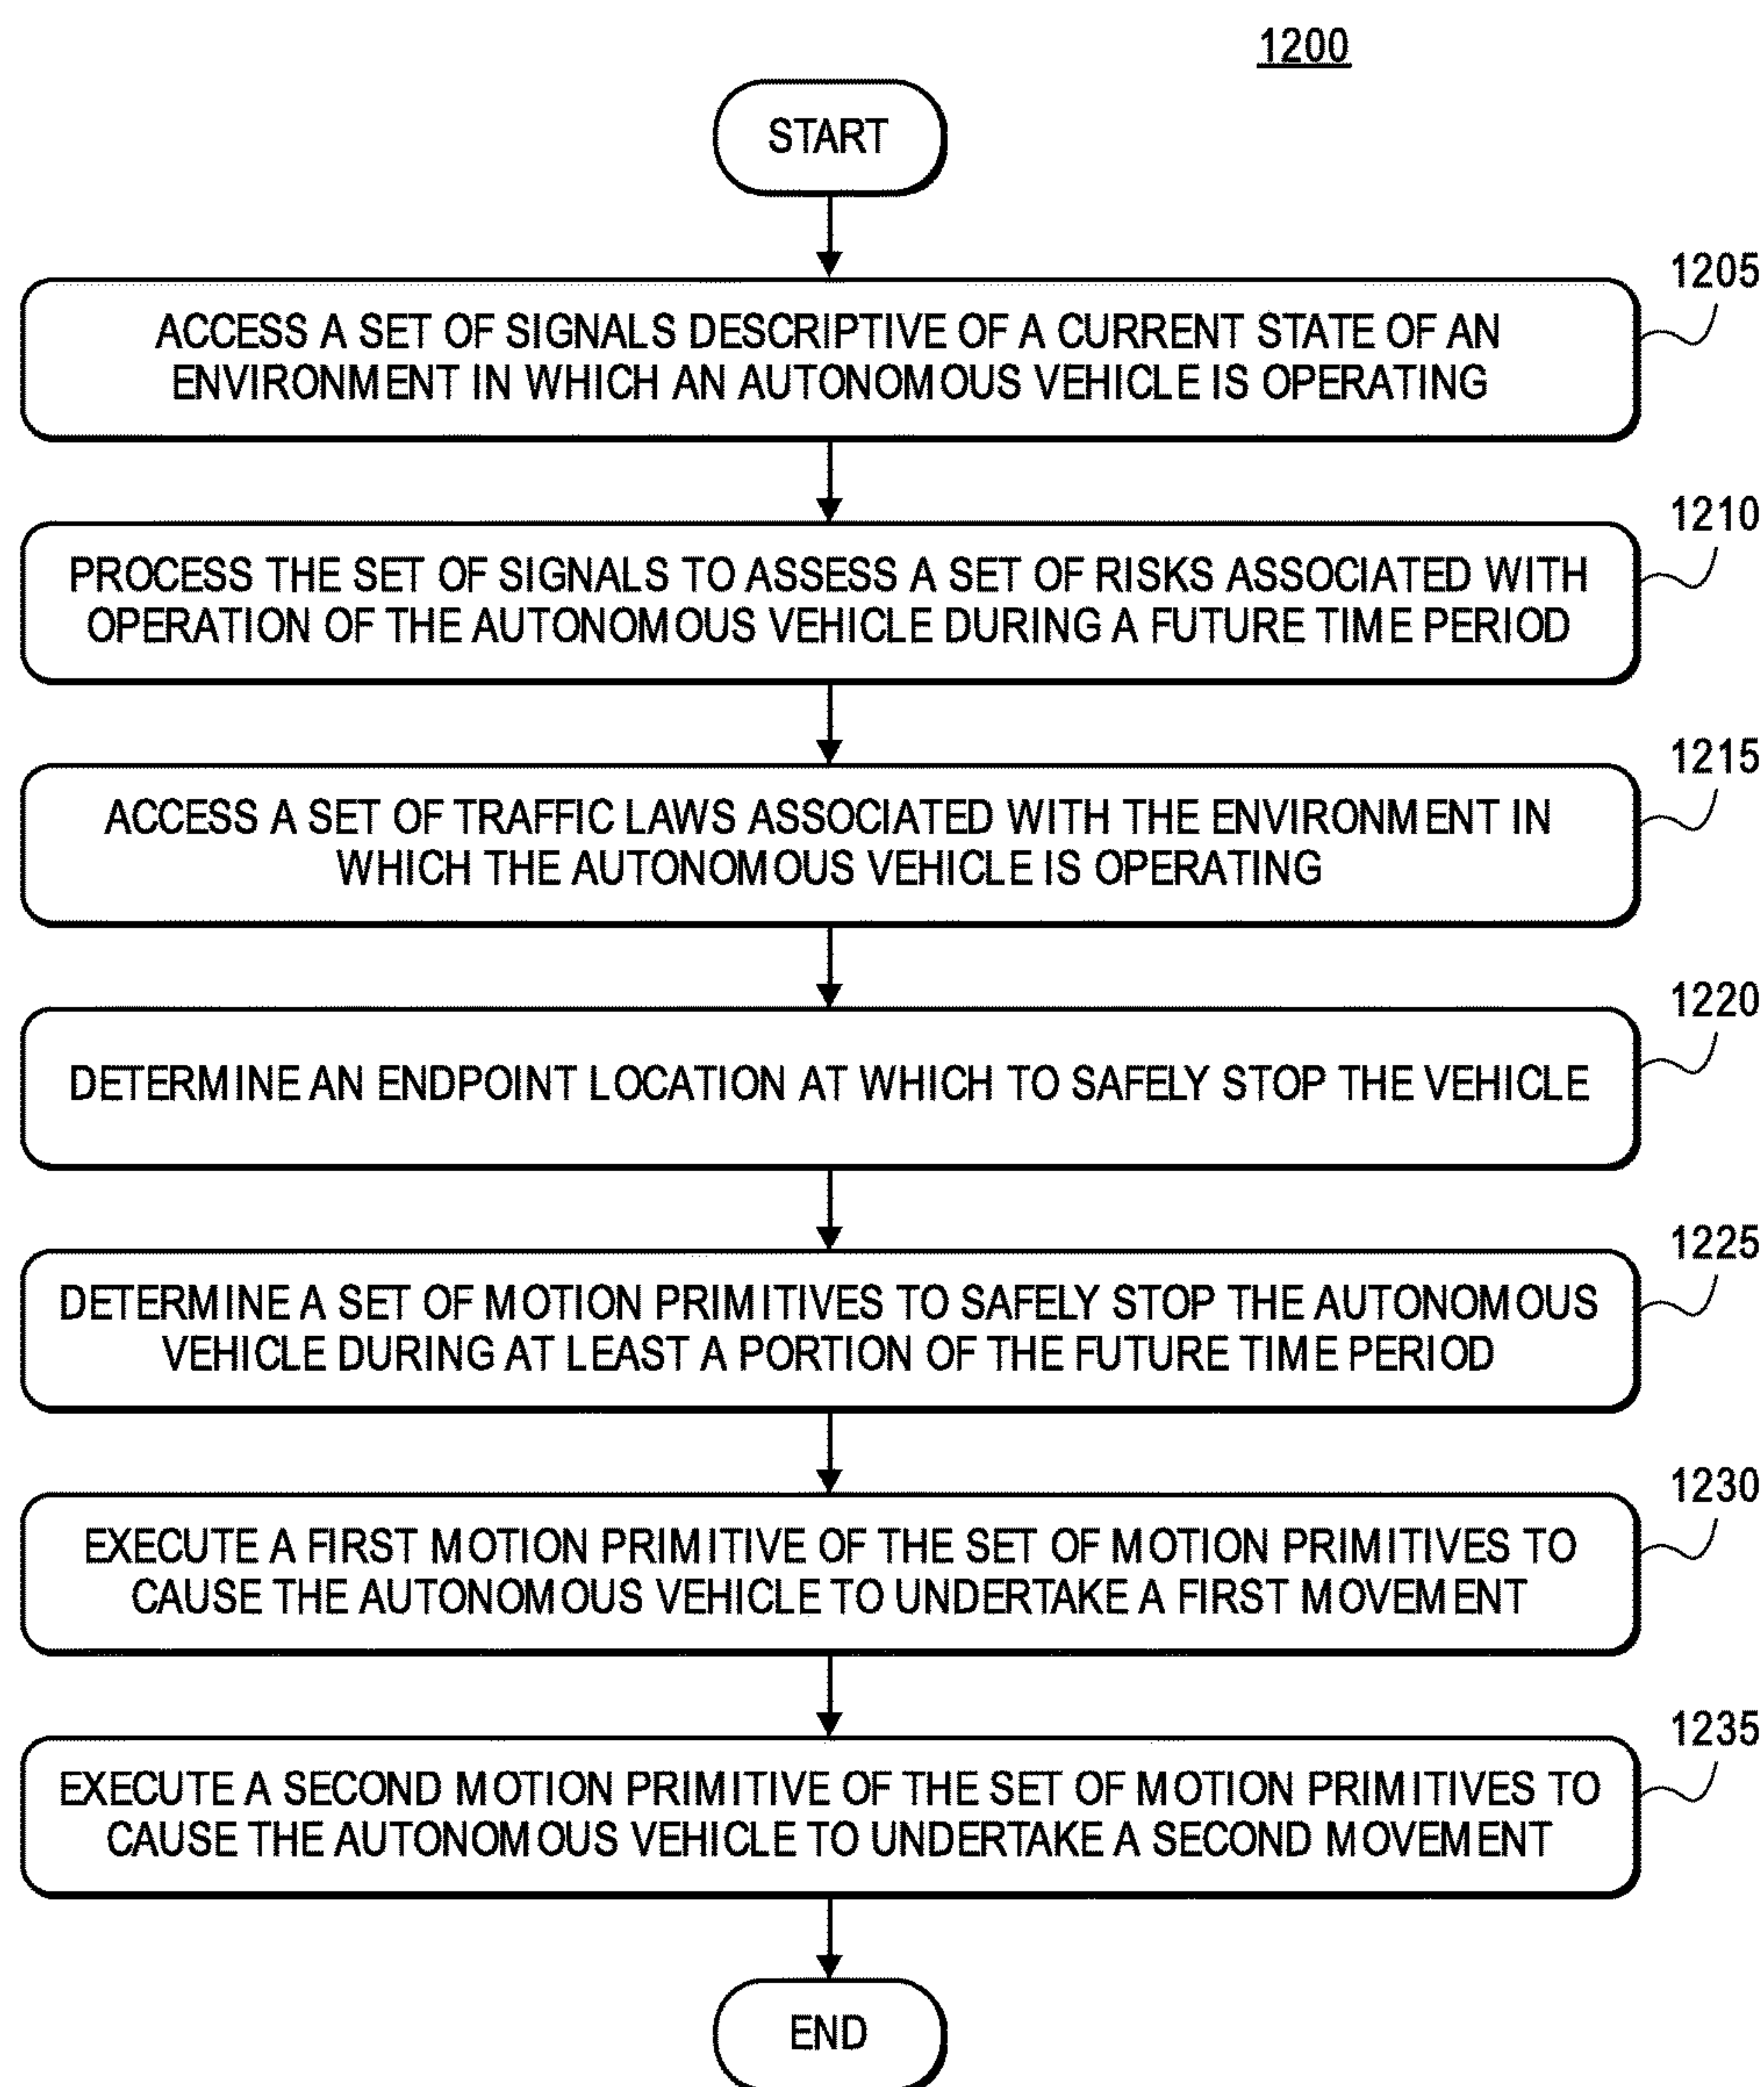 1200
START
1205
ACCESS A SET OF SIGNALS DESCRIPTIVE OF A CURRENT STATE OF AN
ENVIRONMENT IN WHICH AN AUTONOMOUS VEHICLE IS OPERATING
1210
PROCESS THE SET OF SIGNALS TO ASSESS A SET OF RISKS ASSOCIATED WITH
OPERATION OF THE AUTONOMOUS VEHICLE DURING A FUTURE TIME PERIOD
1215
ACCESS A SET OF TRAFFIC LAWS ASSOCIATED WITH THE ENVIRONMENT IN
WHICH THE AUTONOMOUS VEHICLE IS OPERATING
1220
DETERMINE AN ENDPOINT LOCATION AT WHICH TO SAFELY STOP THE VEHICLE
1225
DETERMINE A SET OF MOTION PRIMITIVES TO SAFELY STOP THE AUTONOMOUS
VEHICLE DURING AT LEAST A PORTION OF THE FUTURE TIME PERIOD
1230
EXECUTE A FIRST MOTION PRIMITIVE OF THE SET OF MOTION PRIMITIVES TO
CAUSE THE AUTONOMOUS VEHICLE TO UNDERTAKE A FIRST MOVEMENT
1235
EXECUTE A SECOND MOTION PRIMITIVE OF THE SET OF MOTION PRIMITIVES TO
CAUSE THE AUTONOMOUS VEHICLE TO UNDERTAKE A SECOND MOVEMENT
END